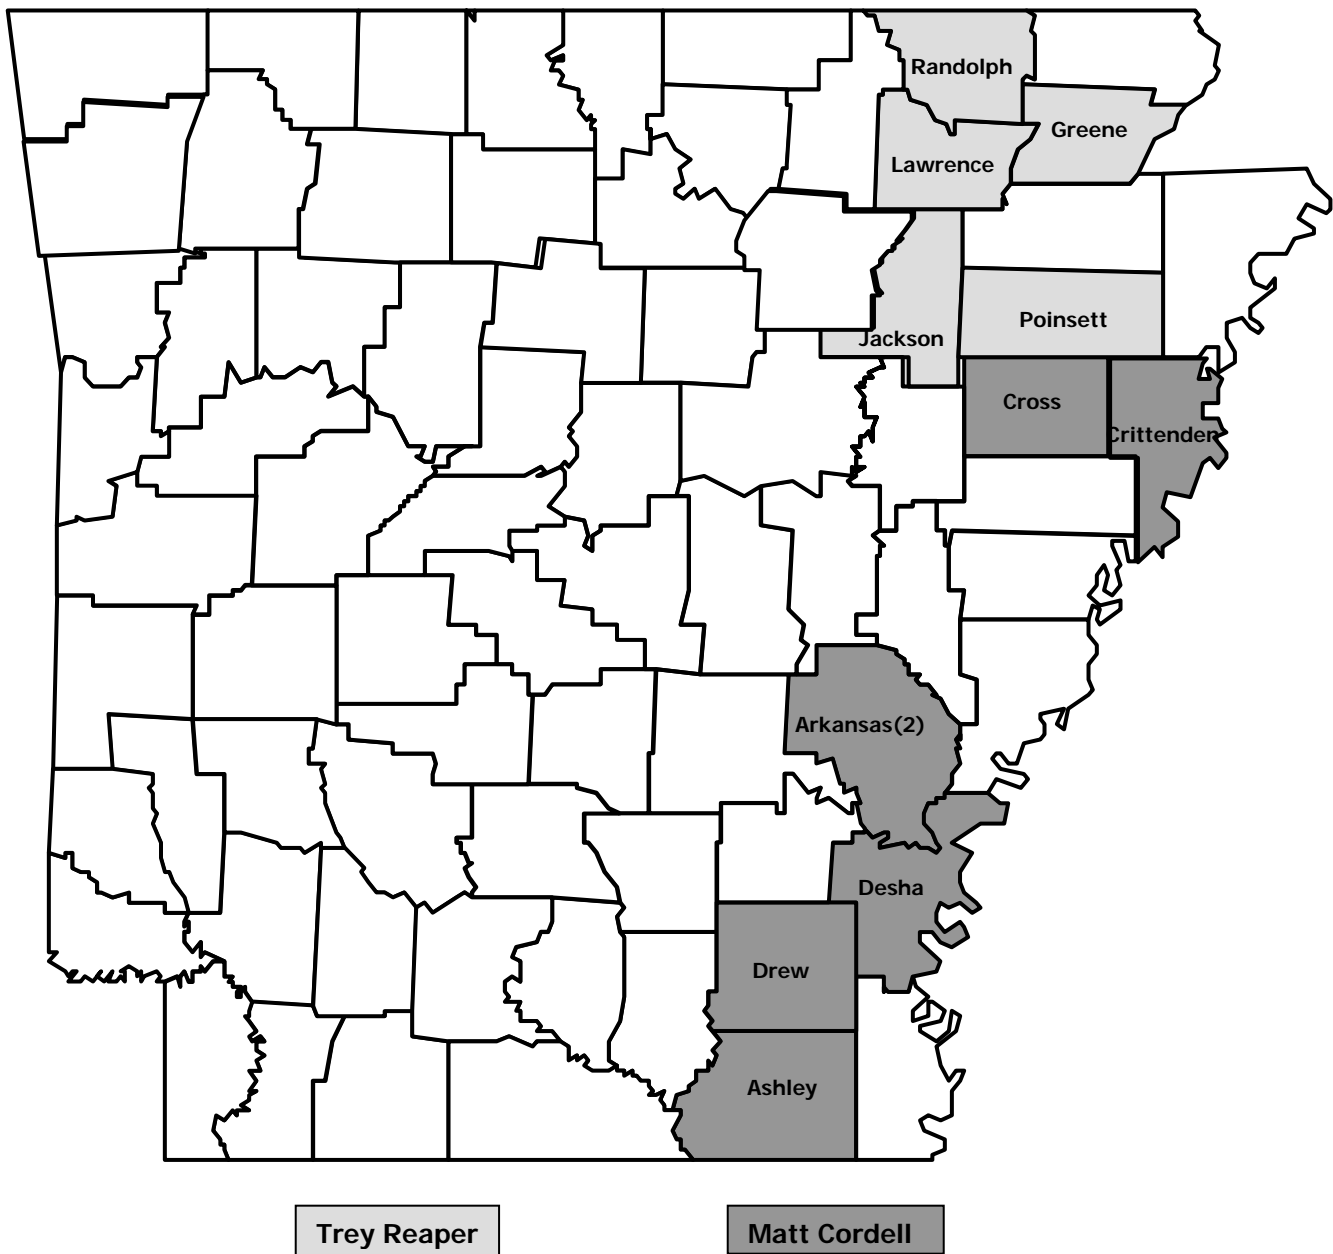 Randolph
Greene
Lawrence
Poinsett
Jackson
Cross
Crittenden
Arkansas(2)
Desha
Drew
Ashley
Trey Reaper
Matt Cordell